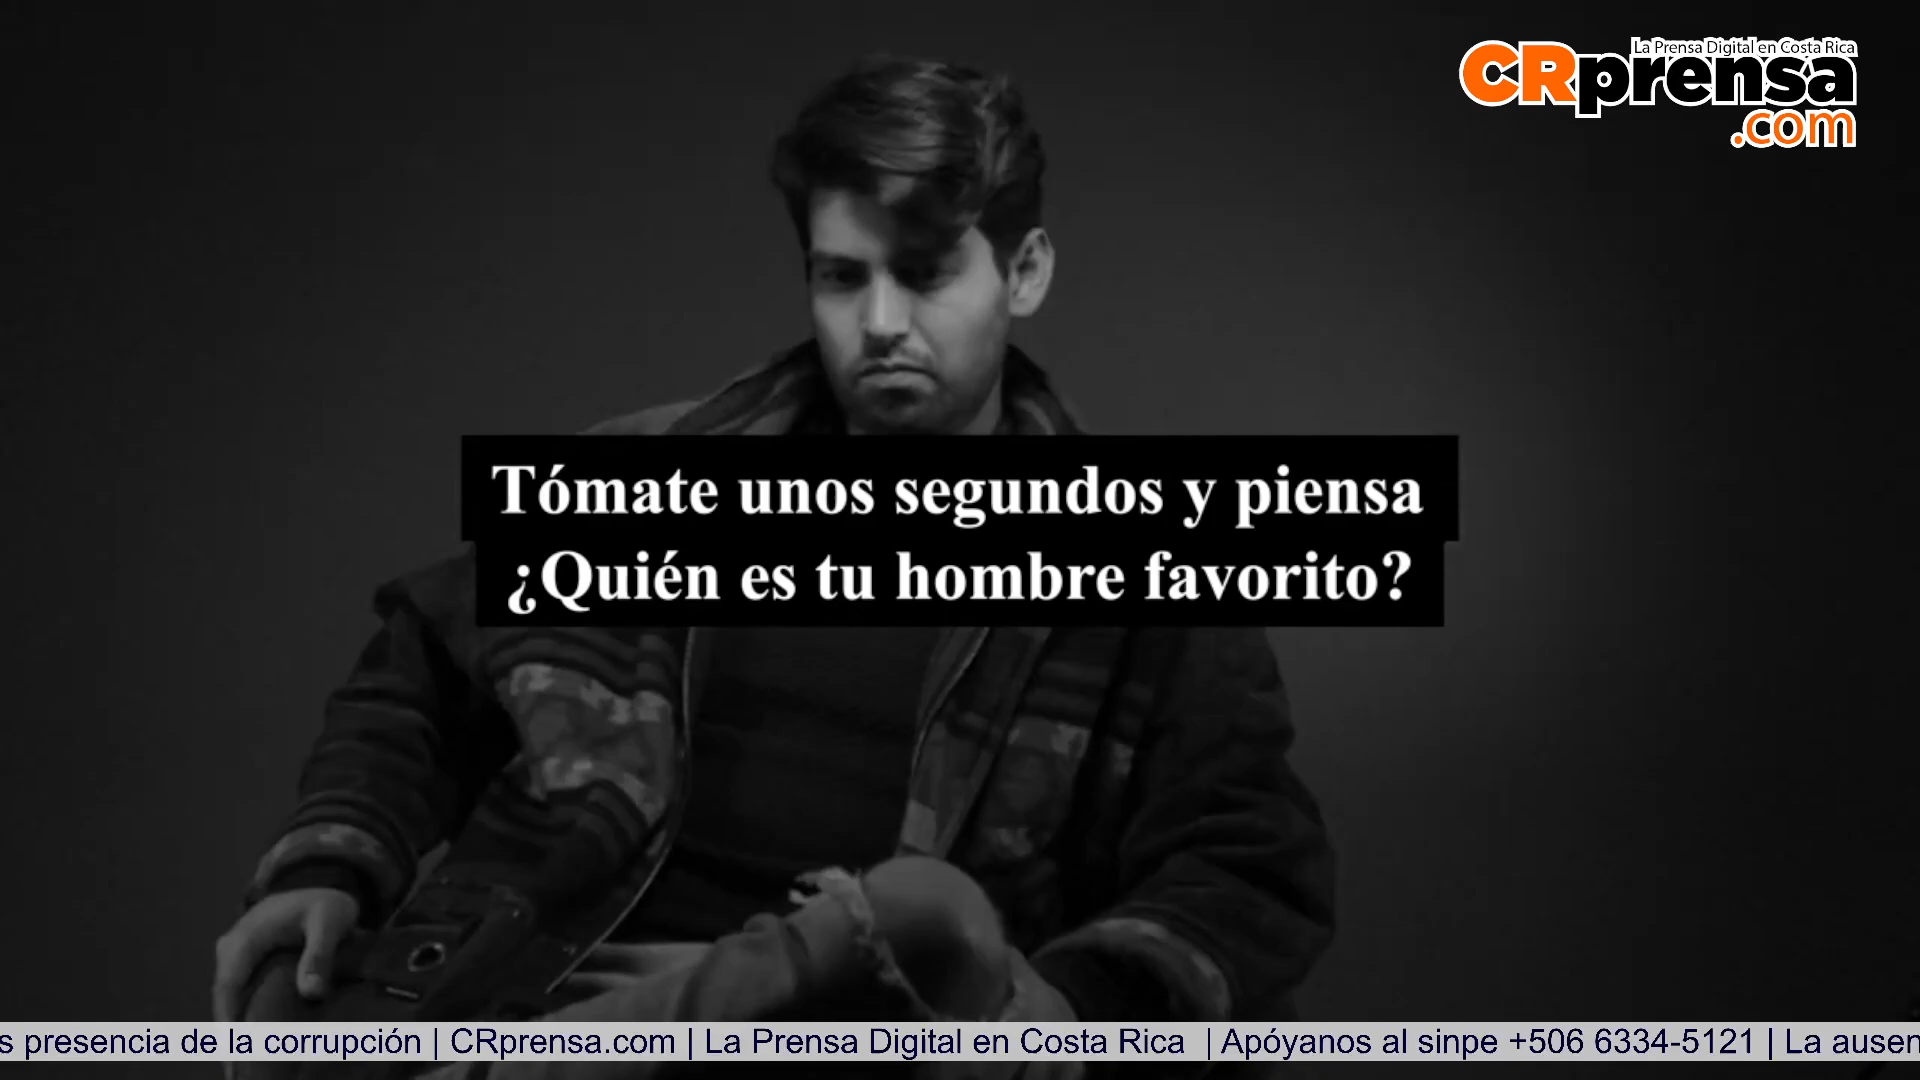 La Prensa Digital en Costa Rica
CRprensa
.com
Tómate unos segundos y piensa
¿Quién es tu hombre favorito?
s presencia de la corrupción | CRprensa.com | La Prensa Digital en Costa Rica | Apóyanos al sinpe +506 6334-5121 | La ausen